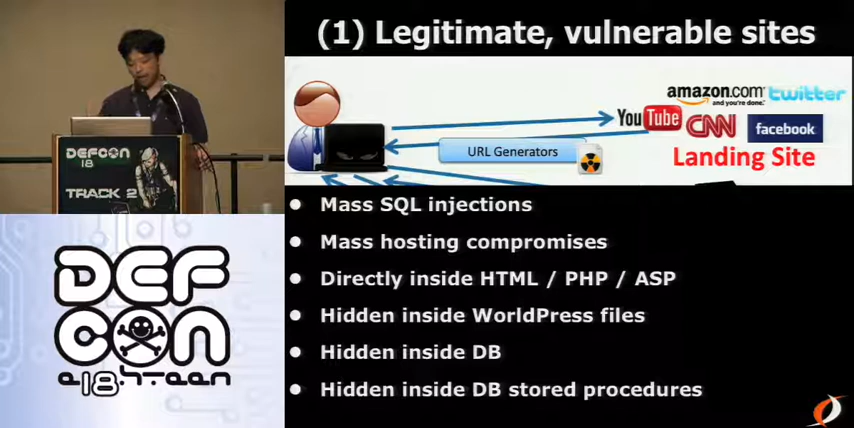 (1) Legitimate, vulnerable sites
amazon.com
and you're done.
twitter
YouTube
CNN
facebook
URL Generators
Landing Site
DEFCON
18
TRACK 2
Mass SQL injections
Mass hosting compromises
Directly inside HTML / PHP / ASP
Hidden inside WorldPress files
Hidden inside DB
Hidden inside DB stored procedures
DEF
CON
e18.hteen